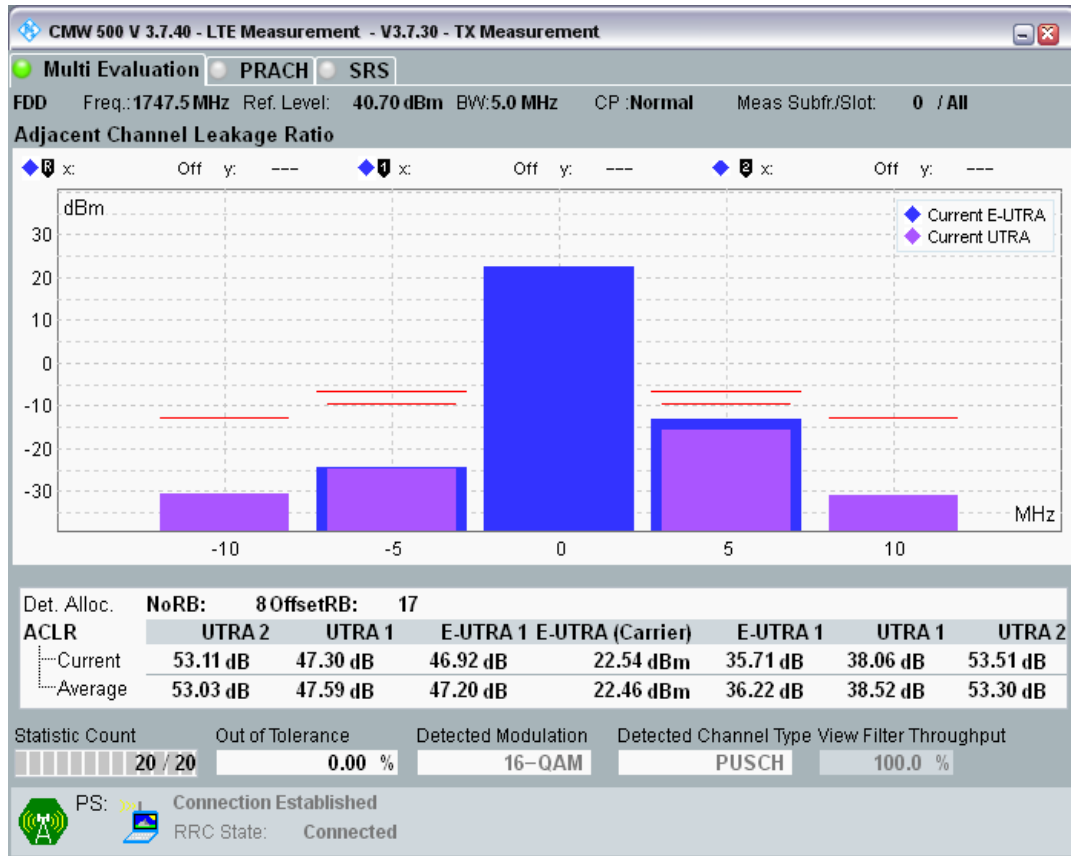 CMW 500 V 3.7.40 - LTE Measurement - V3.7.30 - TX Measurement
Multi Evaluation PRACH SRS
FDD Freq.:1747.5 MHz Ref. Level: 40.70 dBm BW:5.0 MHz CP :Normal Meas Subfr./Slot: 0 / All
Adjacent Channel Leakage Ratio
R x: Off y: --- 1 x: Off y: --- 2 x: Off y: ---
dBm
Current E-UTRA
Current UTRA
30
20
10
0
-10
-20
-30
MHz
-10 -5 0 5 10
Det. Alloc. NoRB: 8 OffsetRB: 17
ACLR UTRA 2 UTRA 1 E-UTRA 1 E-UTRA (Carrier) E-UTRA 1 UTRA 1 UTRA 2
Current 53.11 dB 47.30 dB 46.92 dB 22.54 dBm 35.71 dB 38.06 dB 53.51 dB
Average 53.03 dB 47.59 dB 47.20 dB 22.46 dBm 36.22 dB 38.52 dB 53.30 dB
Statistic Count Out of Tolerance Detected Modulation Detected Channel Type View Filter Throughput
20 / 20 0.00 % 16-QAM PUSCH 100.0 %
PS: Connection Established
RRC State: Connected